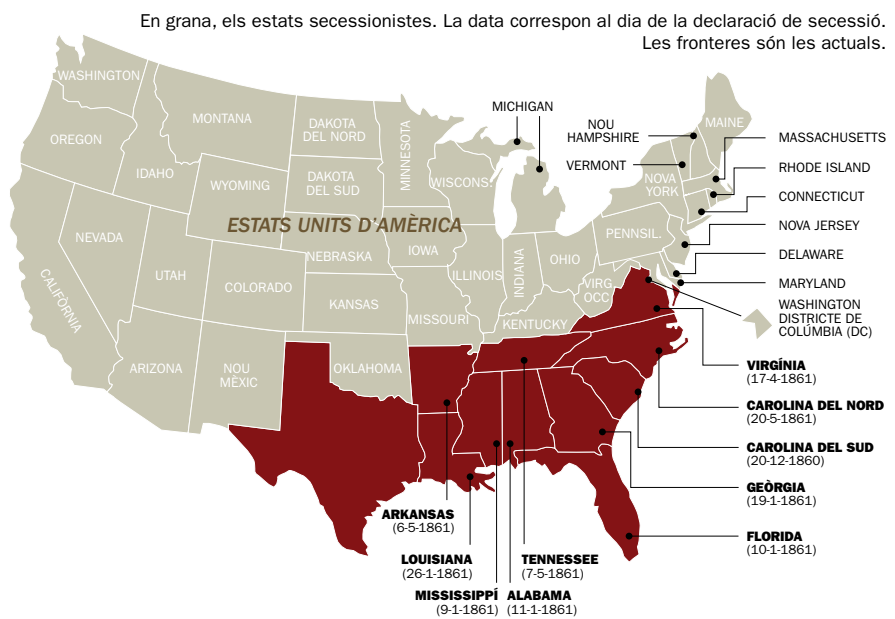 En grana, els estats secessionistes. La data correspon al dia de la declaració de secessió.
Les fronteres són les actuals.
WASHINGTON
MONTANA
DAKOTA
DEL NORD
MINNESOTA
MICHIGAN
NOU
HAMPSHIRE
MAINE
MASSACHUSETTS
OREGON
IDAHO
WYOMING
DAKOTA
DEL SUD
WISCONS.
VERMONT
NOVA
YORK
RHODE ISLAND
CONNECTICUT
ESTATS UNITS D'AMÈRICA
NEVADA
NEBRASKA
IOWA
PENNSIL.
NOVA JERSEY
UTAH
COLORADO
ILLINOIS
INDIANA
OHIO
VIRG.
OCC
DELAWARE
MARYLAND
CALIFÒRNIA
KANSAS
MISSOURI
KENTUCKY
WASHINGTON
DISTRICTE DE
COLÚMBIA (DC)
ARIZONA
NOU
MÈXIC
OKLAHOMA
VIRGÍNIA
(17-4-1861)
CAROLINA DEL NORD
(20-5-1861)
CAROLINA DEL SUD
(20-12-1860)
GEÒRGIA
(19-1-1861)
FLORIDA
(10-1-1861)
ARKANSAS
(6-5-1861)
LOUISIANA
(26-1-1861)
TENNESSEE
(7-5-1861)
MISSISSIPPÍ
(9-1-1861)
ALABAMA
(11-1-1861)